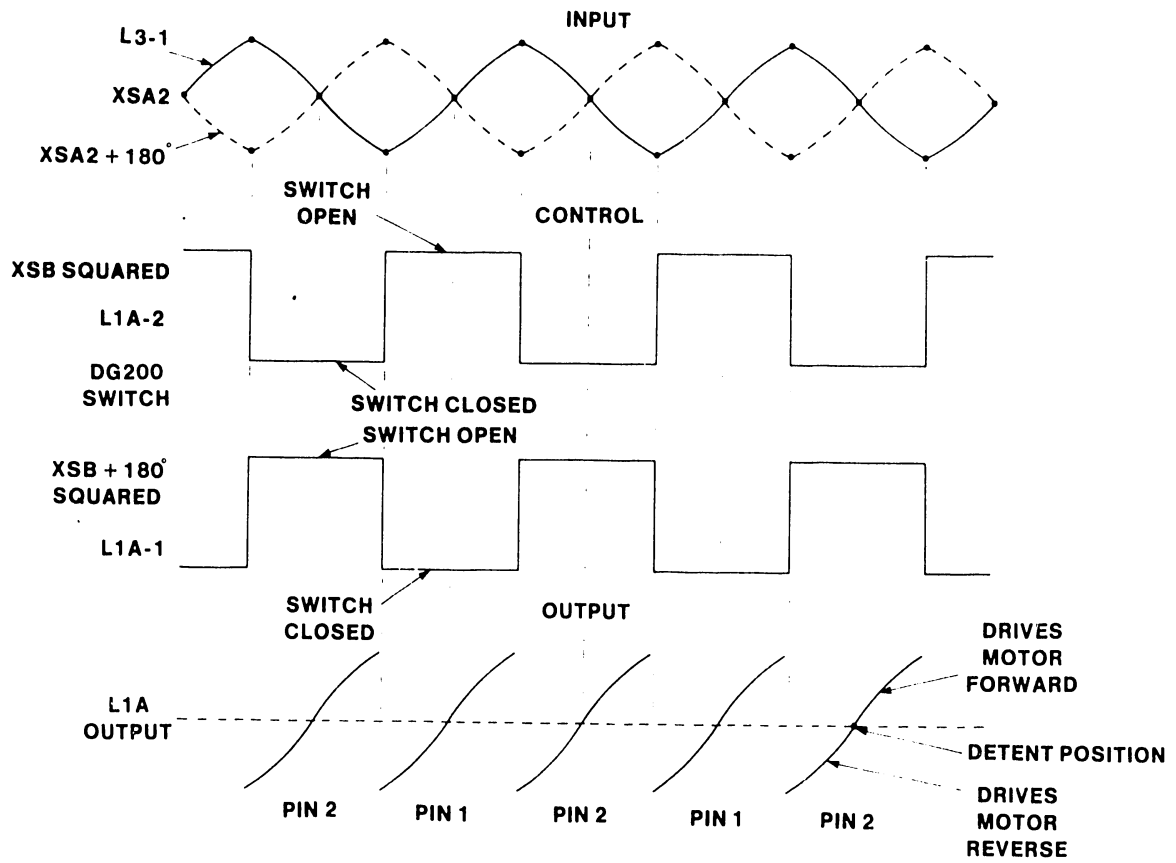 INPUT
L3-1
XSA2
XSA2 + 180°
SWITCH
OPEN
CONTROL
XSB SQUARED
L1A-2
DG200
SWITCH
SWITCH CLOSED
SWITCH OPEN
XSB + 180°
SQUARED
L1A-1
SWITCH
CLOSED
OUTPUT
DRIVES
MOTOR
FORWARD
L1A
OUTPUT
DETENT POSITION
PIN 2
PIN 1
PIN 2
PIN 1
PIN 2
DRIVES
MOTOR
REVERSE